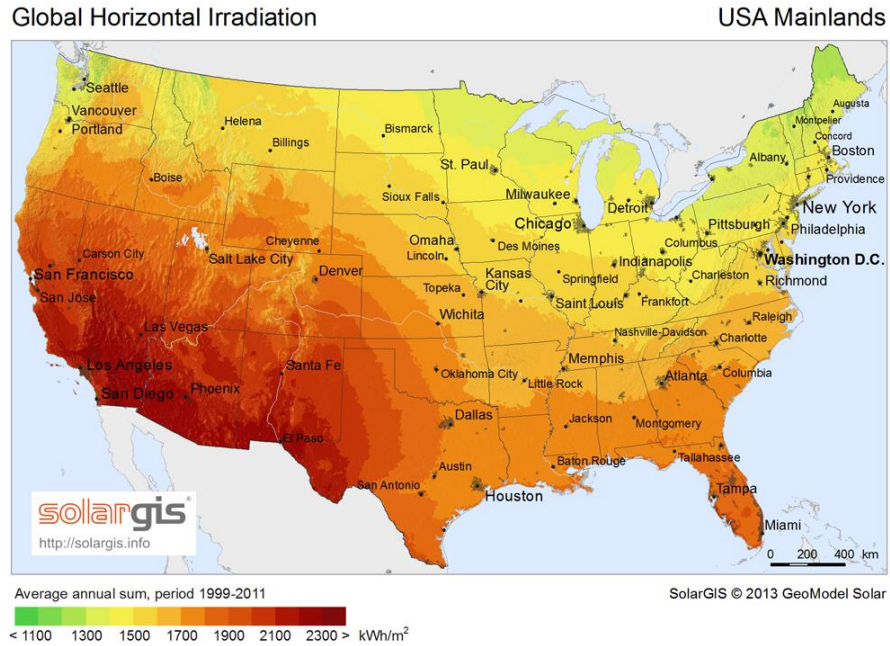 Global Horizontal Irradiation
USA Mainlands
Seattle
Vancouver
Portland
Helena
Billings
Bismarck
Boise
St. Paul
Sioux Falls
Milwaukee
Detroit
Chicago
Augusta
Montpelier
Concord
Albany
Boston
Providence
New York
Pittsburgh
Philadelphia
Cheyenne
Omaha
Lincoln
Des Moines
Columbus
Indianapolis
Washington D.C.
Carson City
Salt Lake City
San Francisco
San Jose
Denver
Topeka
Kansas
City
Springfield
Saint Louis
Frankfort
Charleston
Richmond
Las Vegas
Wichita
Nashville-Davidson
Raleigh
Charlotte
Los Angeles
Santa Fe
Oklahoma City
Memphis
Little Rock
Atlanta
Columbia
San Diego
Phoenix
Dallas
Jackson
Montgomery
El Paso
Austin
San Antonio
Houston
Baton Rouge
Tallahassee
Tampa
Miami
solargis®
http://solargis.info
0 200 400 km
Average annual sum, period 1999-2011
SolarGIS © 2013 GeoModel Solar
< 1100 1300 1500 1700 1900 2100 2300 > kWh/m²